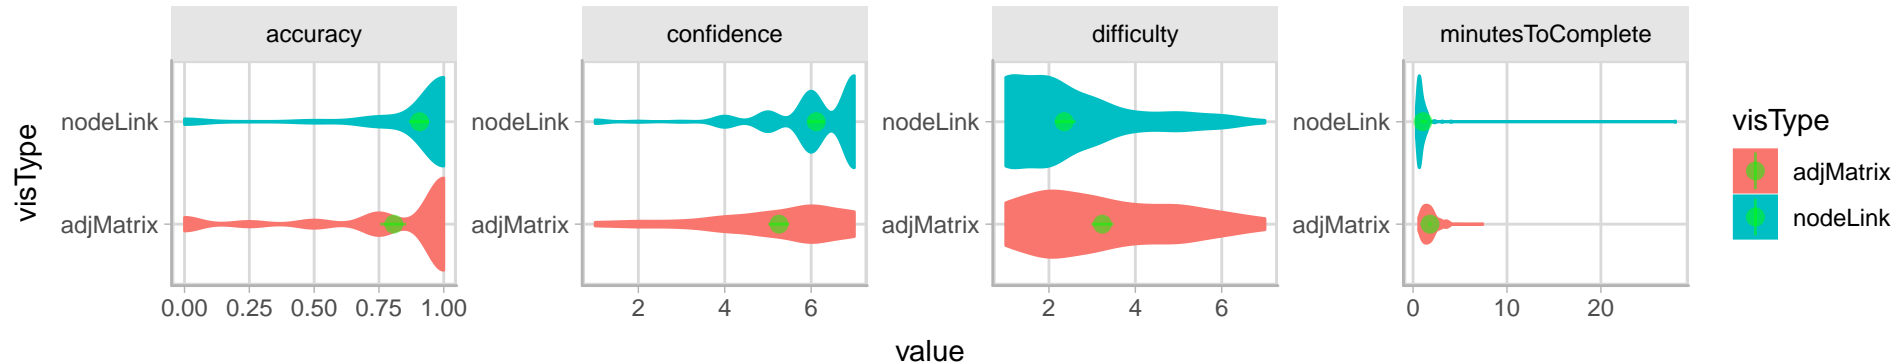 accuracy
confidence
difficulty
minutesToComplete
visType
nodeLink
adjMatrix
0.00 0.25 0.50 0.75 1.00
nodeLink
adjMatrix
2 4 6
nodeLink
adjMatrix
2 4 6
nodeLink
adjMatrix
0 10 20
value
visType
adjMatrix
nodeLink